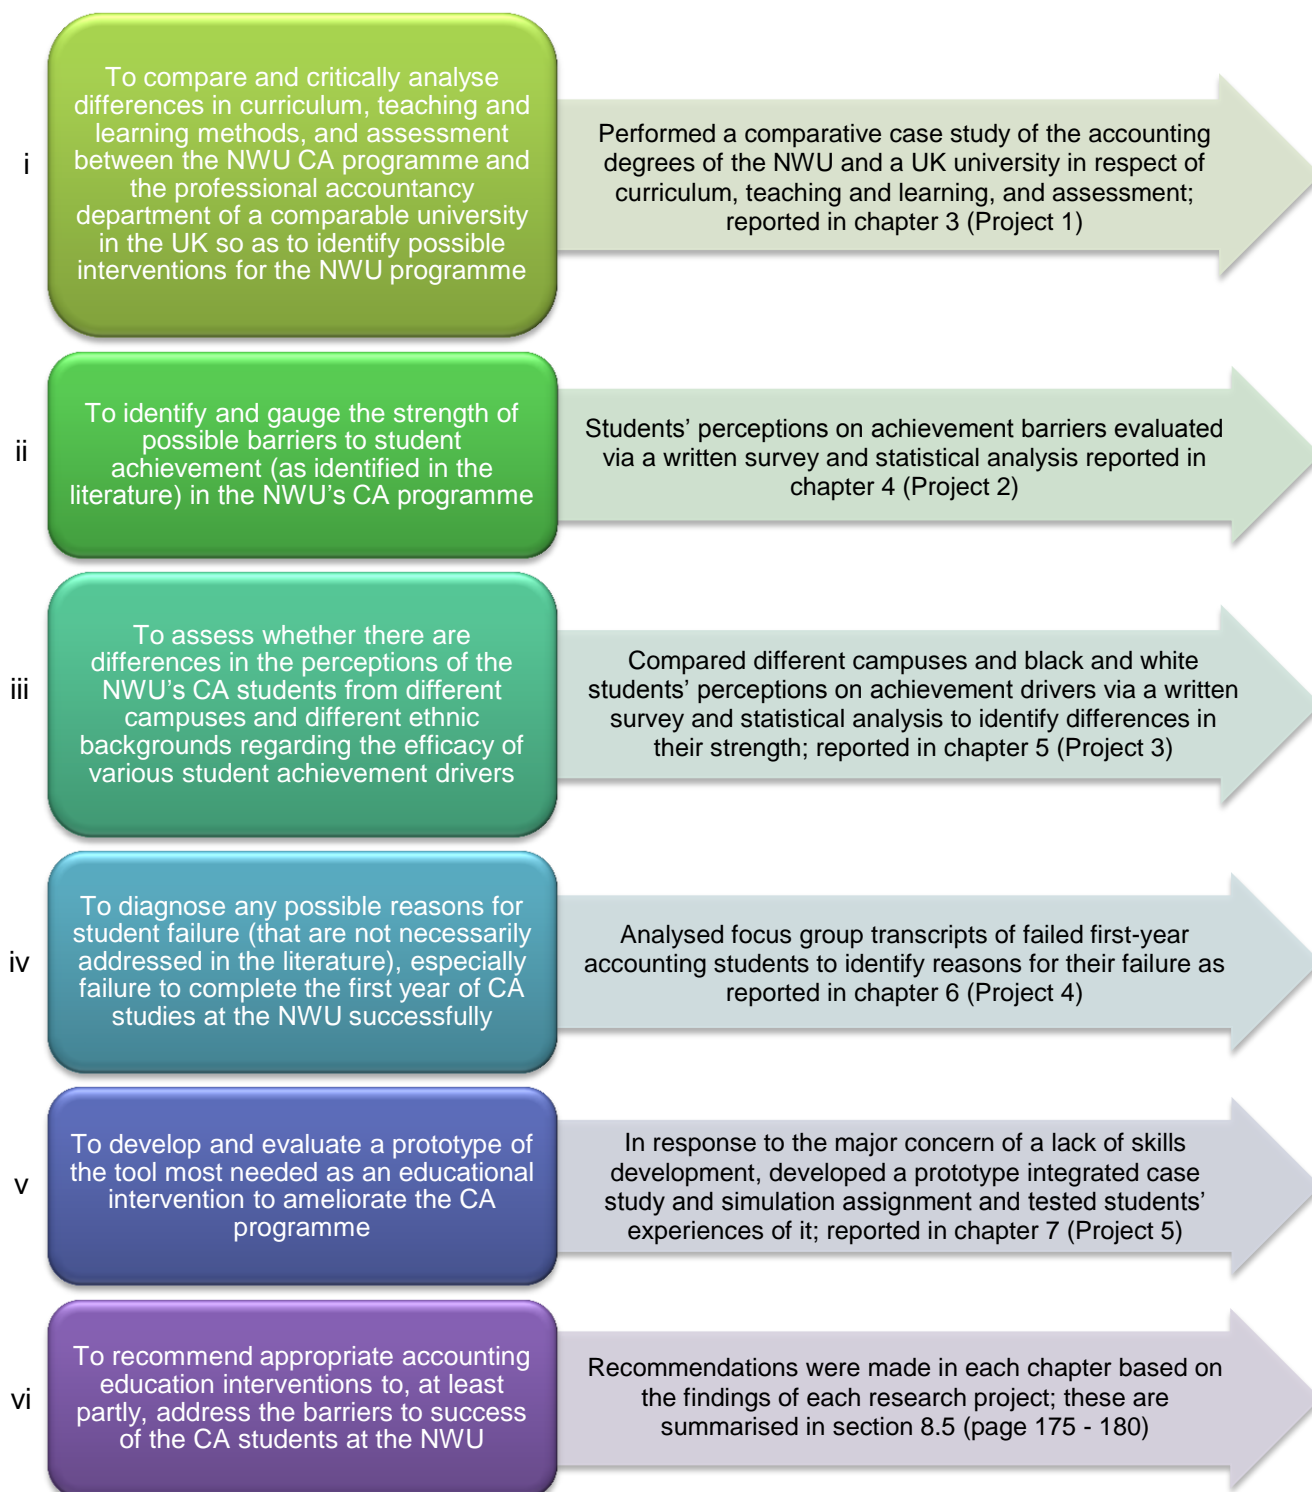 i
To compare and critically analyse
differences in curriculum, teaching and
learning methods, and assessment
between the NWU CA programme and
the professional accountancy
department of a comparable university
in the UK so as to identify possible
interventions for the NWU programme
Performed a comparative case study of the accounting
degrees of the NWU and a UK university in respect of
curriculum, teaching and learning, and assessment;
reported in chapter 3 (Project 1)
ii
To identify and gauge the strength of
possible barriers to student
achievement (as identified in the
literature) in the NWU’s CA programme
Students’ perceptions on achievement barriers evaluated
via a written survey and statistical analysis reported in
chapter 4 (Project 2)
iii
To assess whether there are
differences in the perceptions of the
NWU’s CA students from different
campuses and different ethnic
backgrounds regarding the efficacy of
various student achievement drivers
Compared different campuses and black and white
students’ perceptions on achievement drivers via a written
survey and statistical analysis to identify differences in
their strength; reported in chapter 5 (Project 3)
iv
To diagnose any possible reasons for
student failure (that are not necessarily
addressed in the literature), especially
failure to complete the first year of CA
studies at the NWU successfully
Analysed focus group transcripts of failed first-year
accounting students to identify reasons for their failure as
reported in chapter 6 (Project 4)
v
To develop and evaluate a prototype of
the tool most needed as an educational
intervention to ameliorate the CA
programme
In response to the major concern of a lack of skills
development, developed a prototype integrated case
study and simulation assignment and tested students’
experiences of it; reported in chapter 7 (Project 5)
vi
To recommend appropriate accounting
education interventions to, at least
partly, address the barriers to success
of the CA students at the NWU
Recommendations were made in each chapter based on
the findings of each research project; these are
summarised in section 8.5 (page 175 - 180)